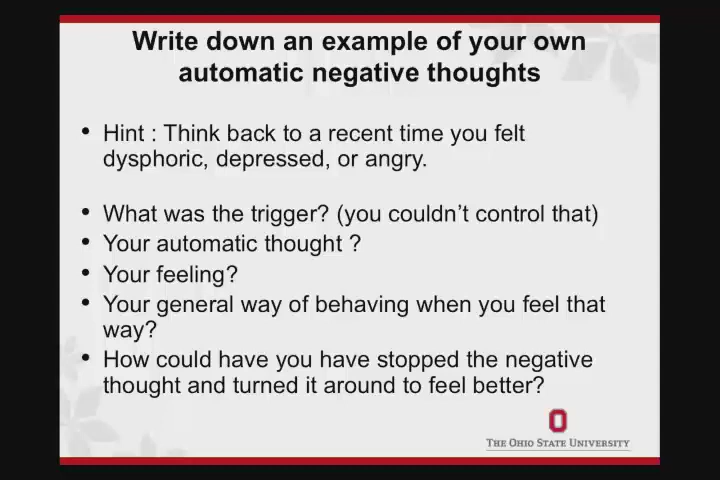 Write down an example of your own
automatic negative thoughts
• Hint : Think back to a recent time you felt
dysphoric, depressed, or angry.
• What was the trigger? (you couldn't control that)
• Your automatic thought ?
• Your feeling?
• Your general way of behaving when you feel that
way?
• How could have you have stopped the negative
thought and turned it around to feel better?
O
THE OHIO STATE UNIVERSITY